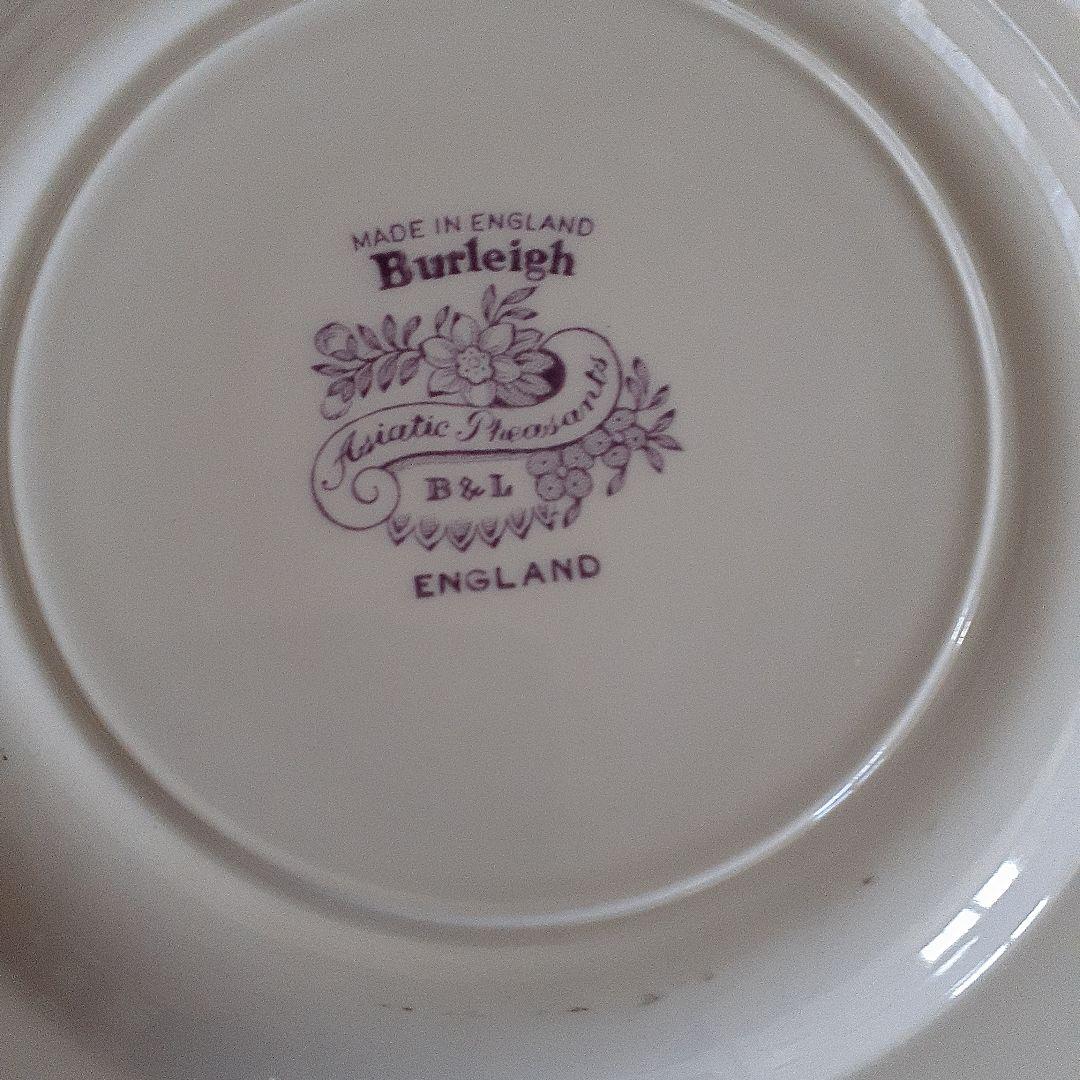 MADE IN ENGLAND
Burleigh
Asiatic Pheasants
B & L
ENGLAND